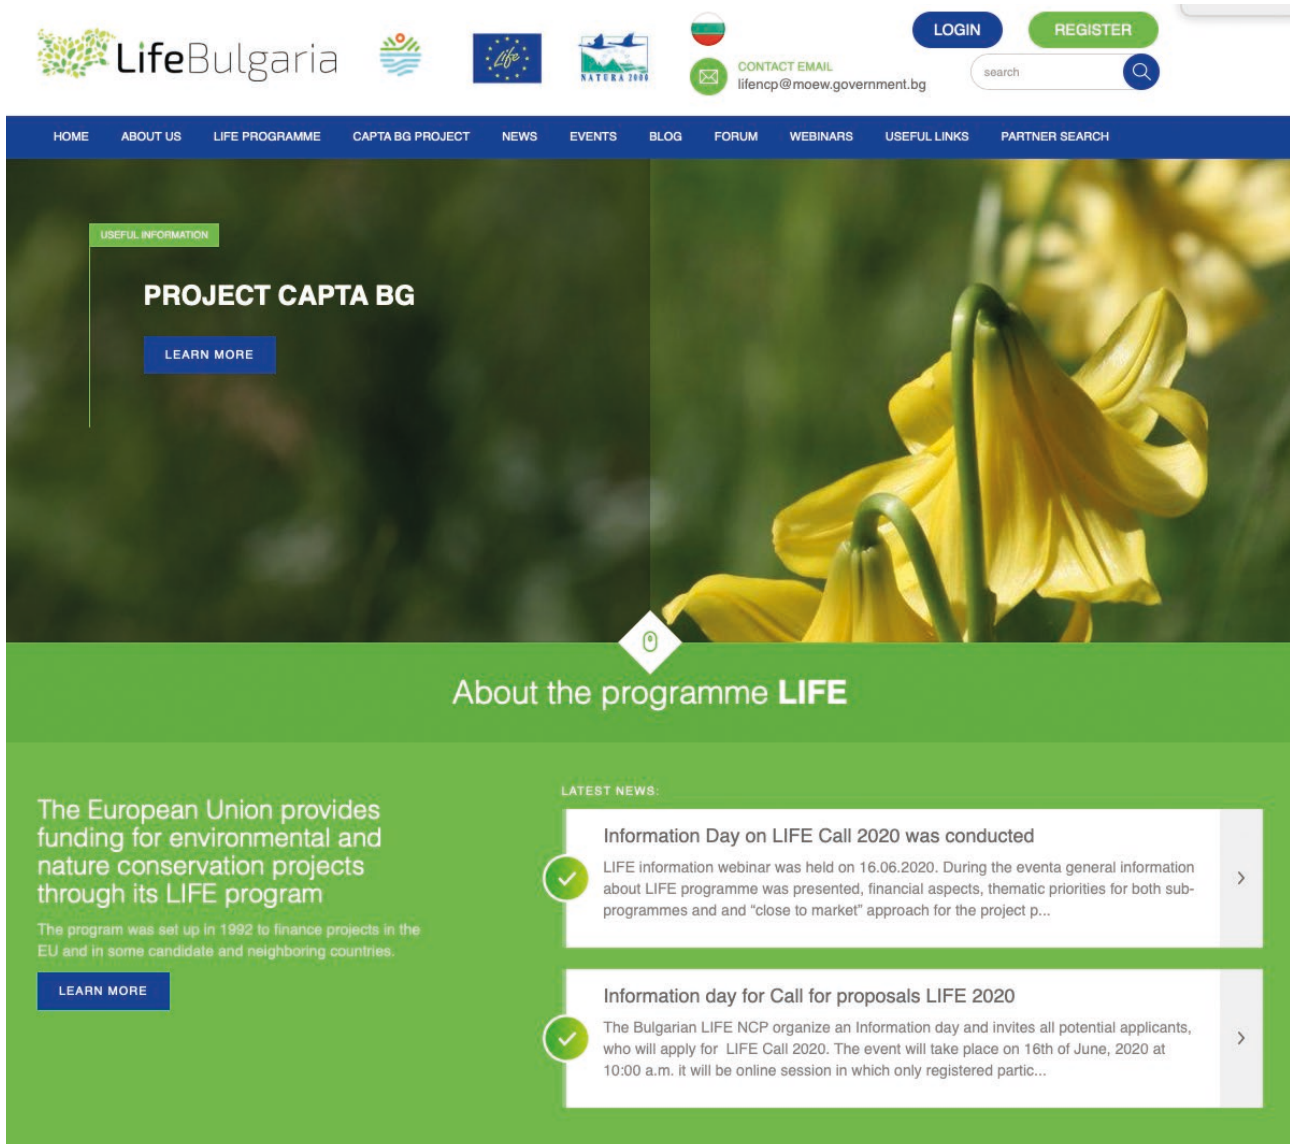 LifeBulgaria
Life
NATURA 2000
CONTACT EMAIL
lifencp@moew.government.bg
LOGIN
REGISTER
search
HOME ABOUT US LIFE PROGRAMME CAPTA BG PROJECT NEWS EVENTS BLOG FORUM WEBINARS USEFUL LINKS PARTNER SEARCH
USEFUL INFORMATION
PROJECT CAPTA BG
LEARN MORE
About the programme LIFE
The European Union provides
funding for environmental and
nature conservation projects
through its LIFE program
The program was set up in 1992 to finance projects in the
EU and in some candidate and neighboring countries.
LEARN MORE
LATEST NEWS:
Information Day on LIFE Call 2020 was conducted
LIFE information webinar was held on 16.06.2020. During the eventa general information
about LIFE programme was presented, financial aspects, thematic priorities for both sub-
programmes and and “close to market” approach for the project p...
Information day for Call for proposals LIFE 2020
The Bulgarian LIFE NCP organize an Information day and invites all potential applicants,
who will apply for  LIFE Call 2020. The event will take place on 16th of June, 2020 at
10:00 a.m. it will be online session in which only registered partic...